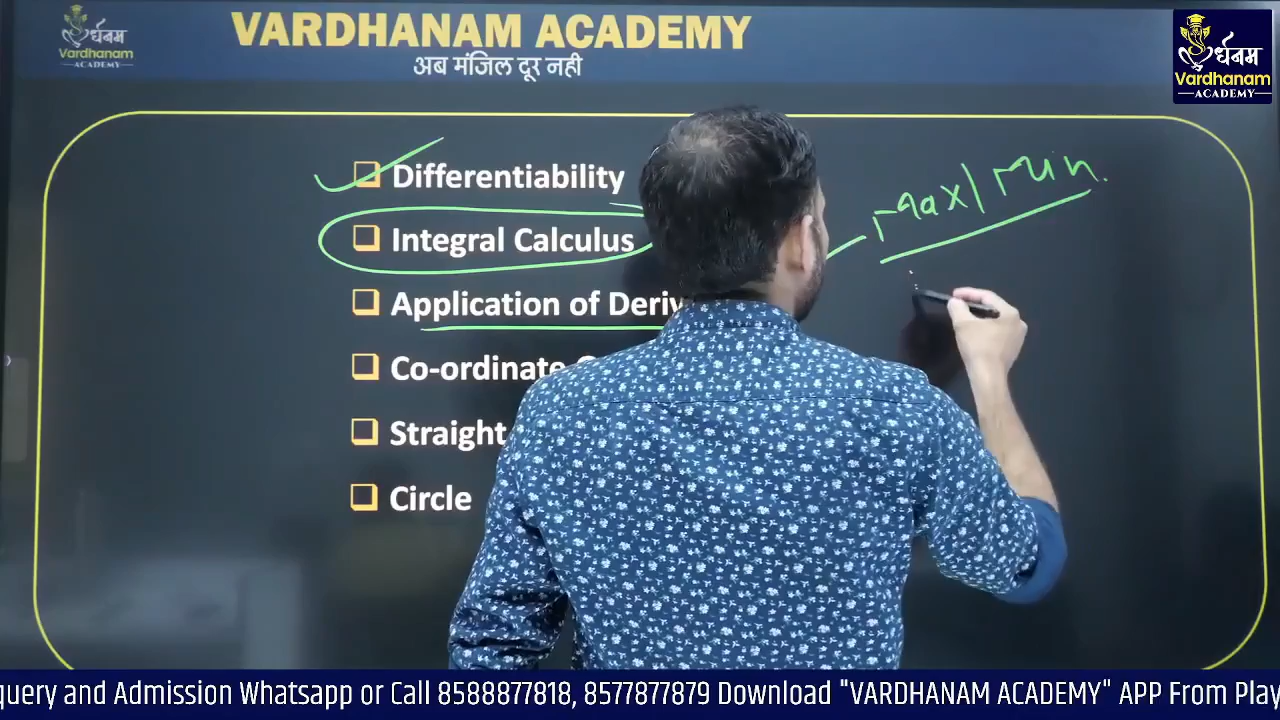 VARDHANAM ACADEMY
अब मंजिल दूर नही
र्धनम
Vardhanam
ACADEMY
र्धनम
Vardhanam
ACADEMY
Differentiability
Integral Calculus
Application of Deriv
Co-ordinate
Straight
Circle
Max/Min.
query and Admission Whatsapp or Call 8588877818, 8577877879 Download "VARDHANAM ACADEMY" APP From Play